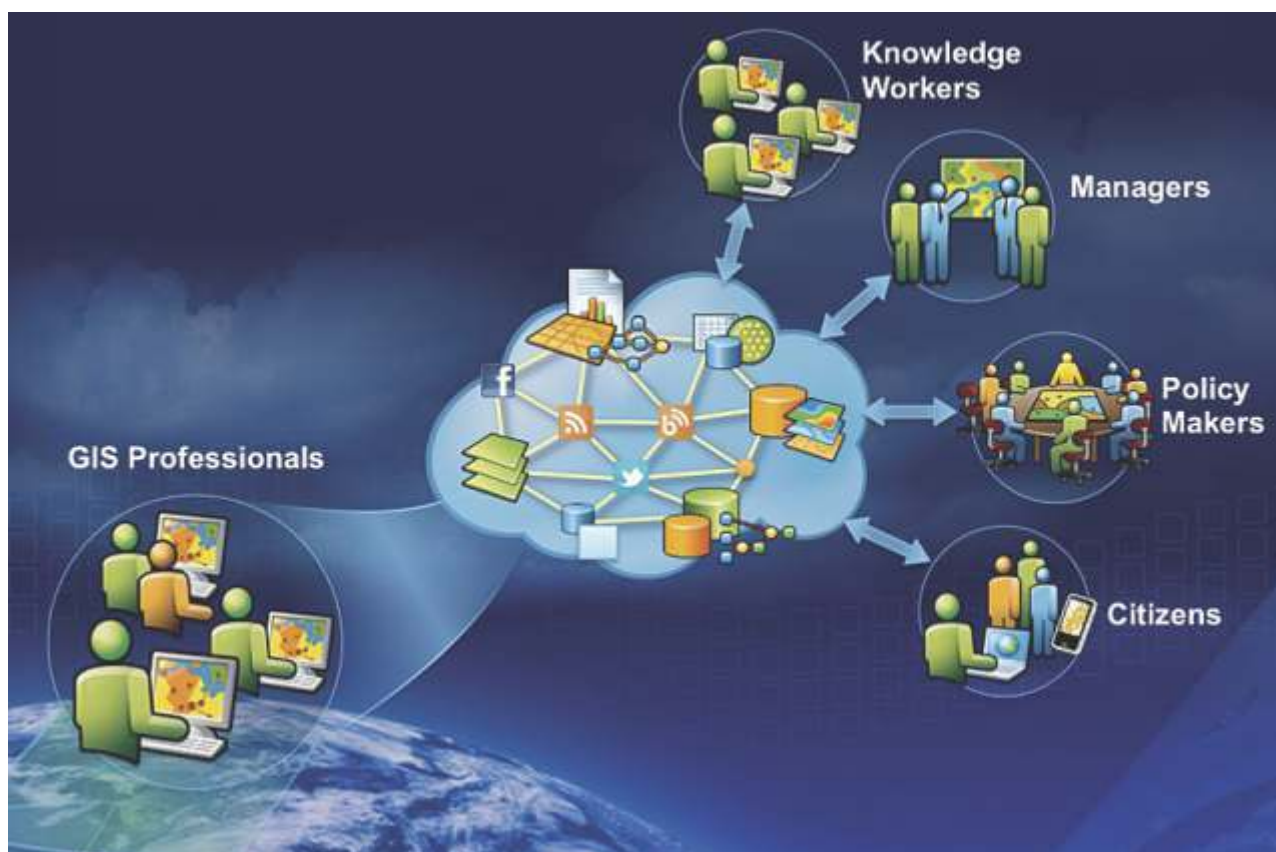 Knowledge
Workers
Managers
Policy
Makers
GIS Professionals
Citizens